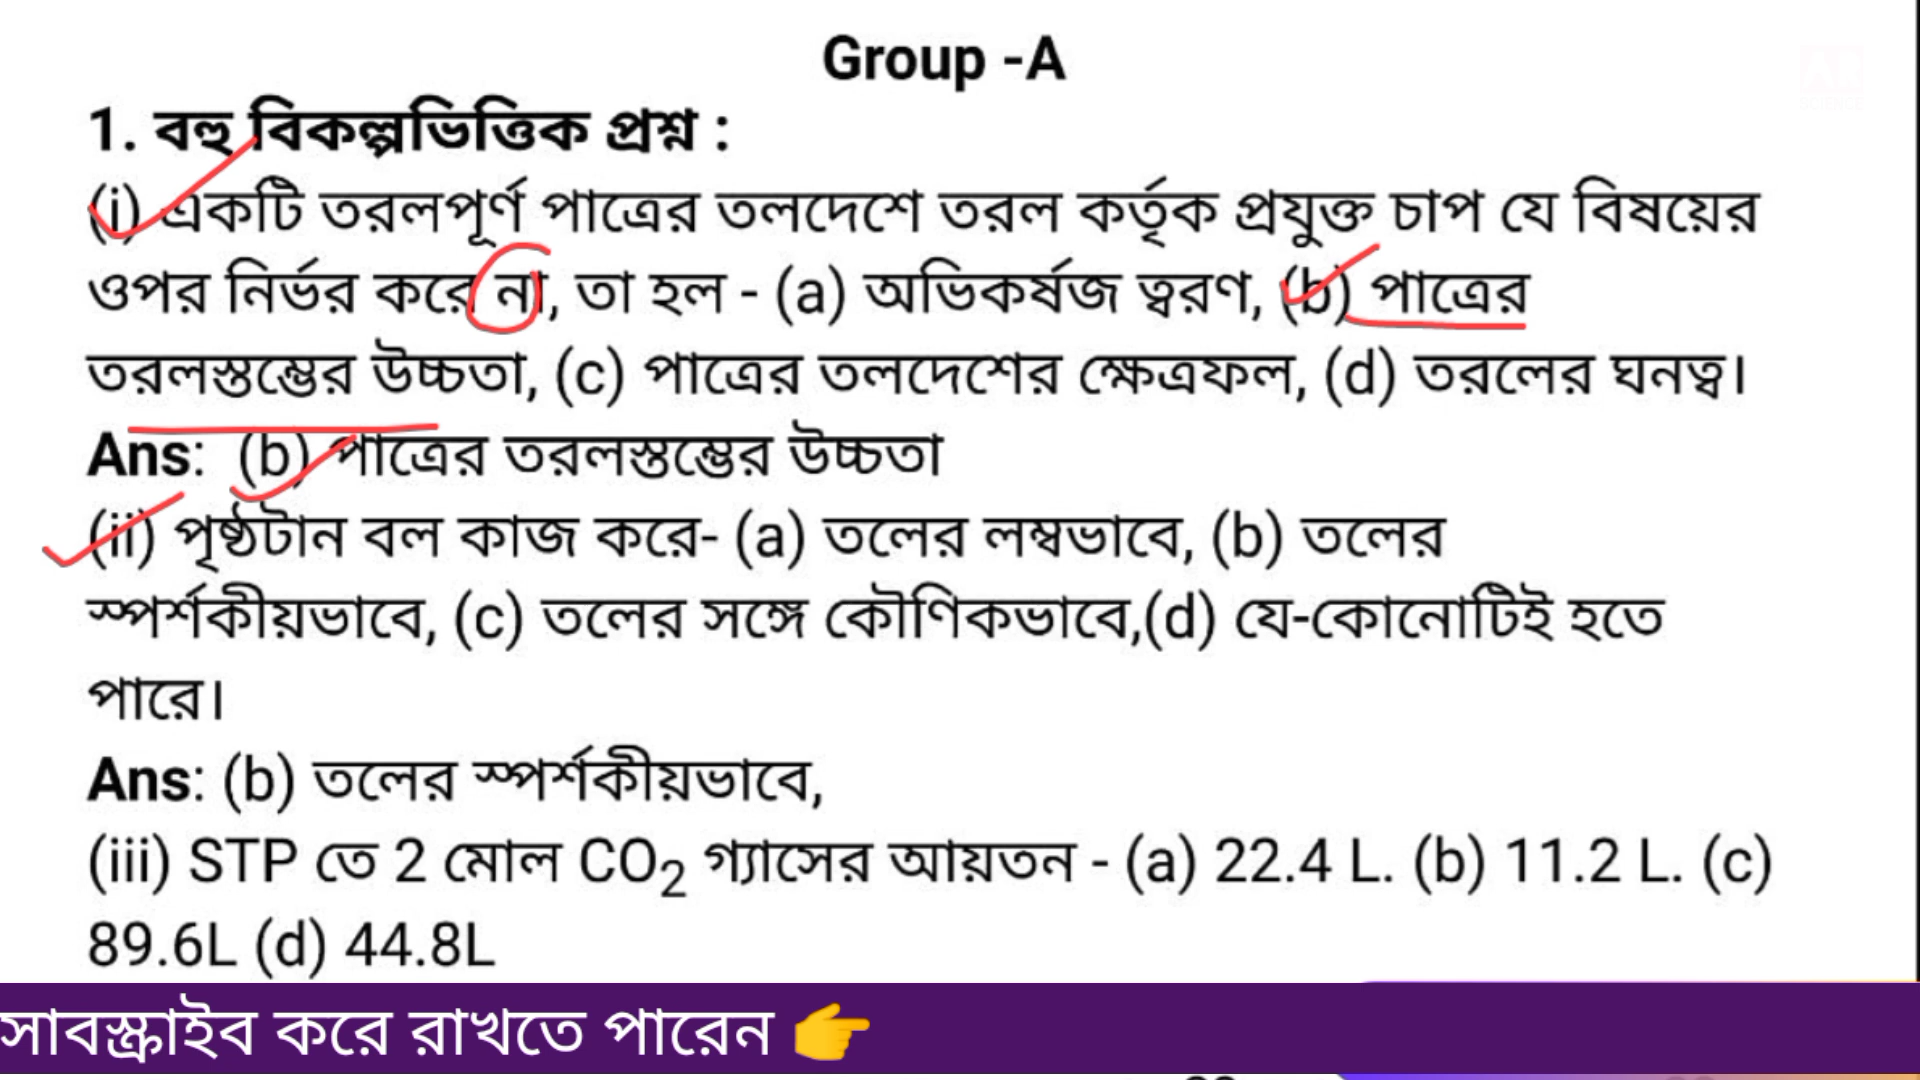 Group -A
1. বহু বিকল্পভিত্তিক প্রশ্ন :
(i) একটি তরলপূর্ণ পাত্রের তলদেশে তরল কর্তৃক প্রযুক্ত চাপ যে বিষয়ের
ওপর নির্ভর করে না, তা হল - (a) অভিকর্ষজ ত্বরণ, (b) পাত্রের
তরলস্তম্ভের উচ্চতা, (c) পাত্রের তলদেশের ক্ষেত্রফল, (d) তরলের ঘনত্ব।
Ans: (b) পাত্রের তরলস্তম্ভের উচ্চতা
(ii) পৃষ্ঠটান বল কাজ করে- (a) তলের লম্বভাবে, (b) তলের
স্পর্শকীয়ভাবে, (c) তলের সঙ্গে কৌণিকভাবে,(d) যে-কোনোটিই হতে
পারে।
Ans: (b) তলের স্পর্শকীয়ভাবে,
(iii) STP তে 2 মোল CO₂ গ্যাসের আয়তন - (a) 22.4 L. (b) 11.2 L. (c)
89.6L (d) 44.8L
সাবস্ক্রাইব করে রাখতে পারেন 👉